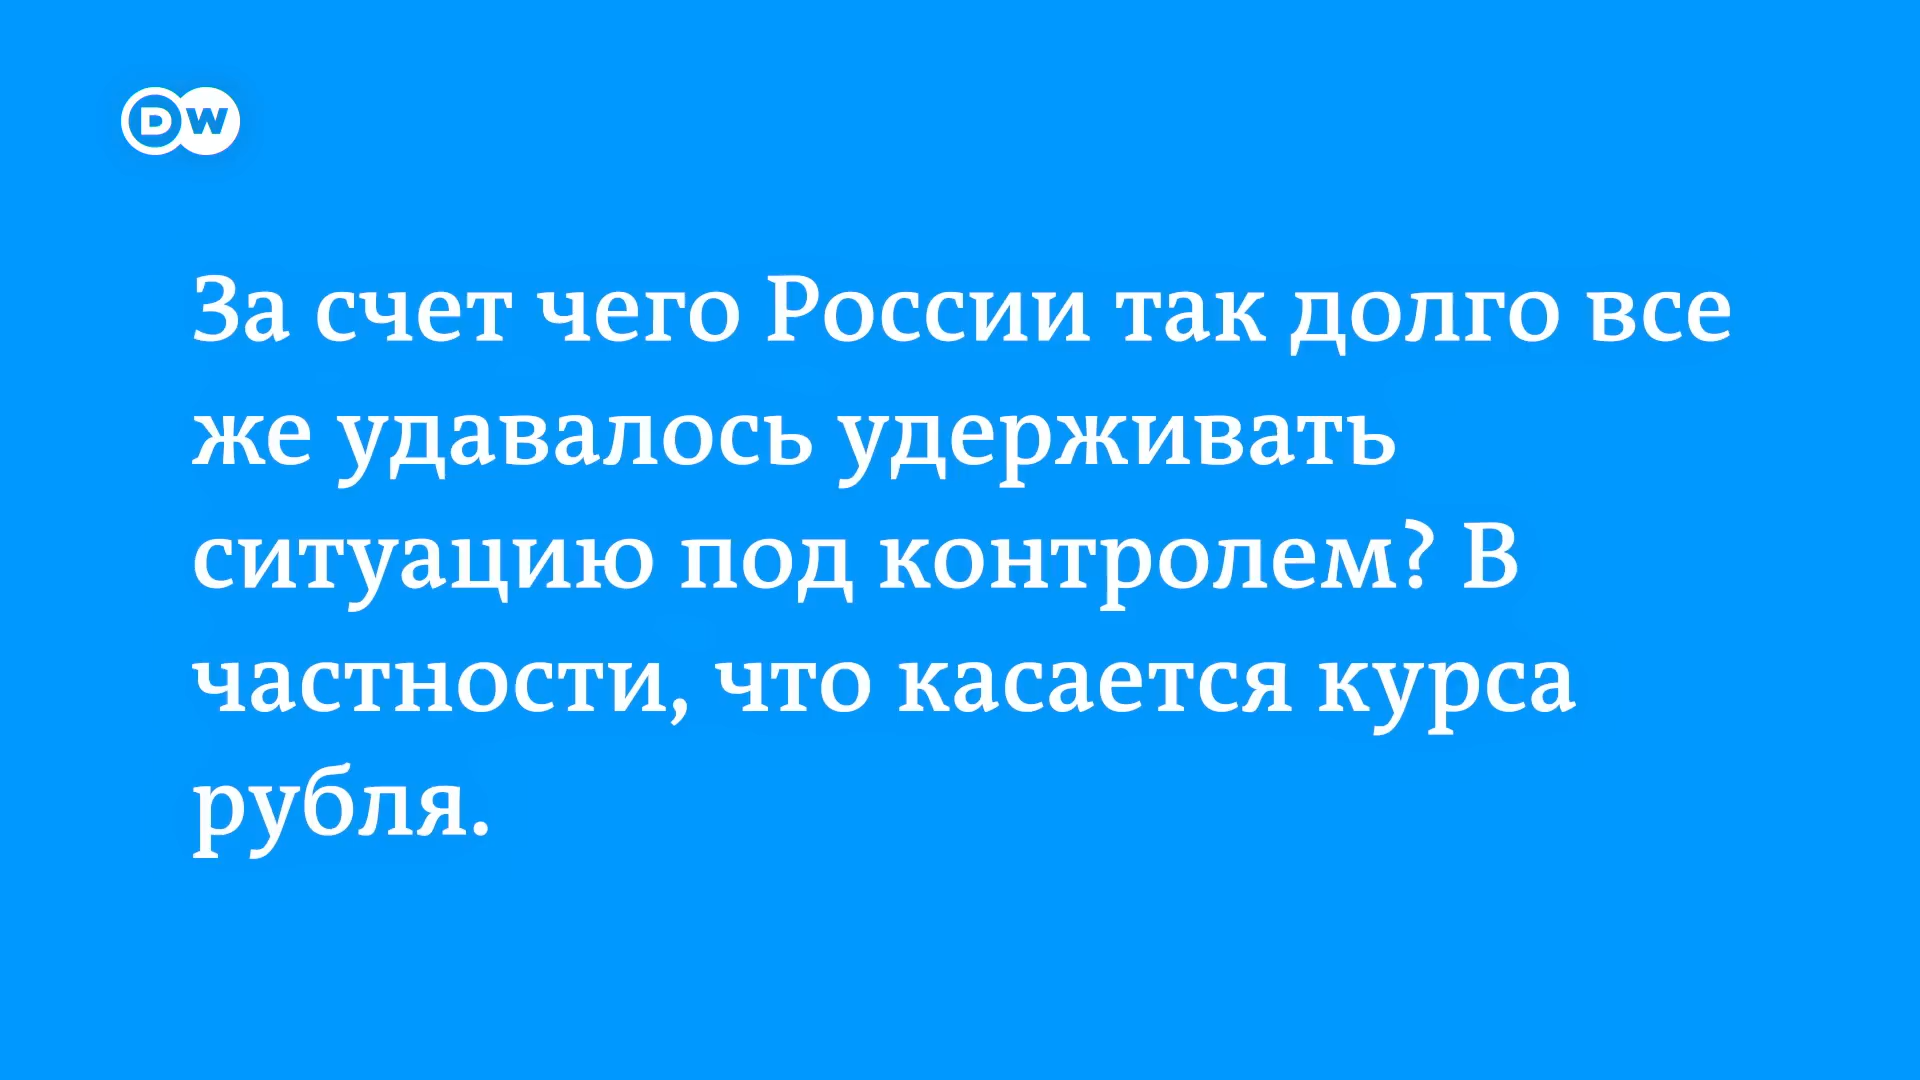 DW
За счет чего России так долго все
же удавалось удерживать
ситуацию под контролем? В
частности, что касается курса
рубля.